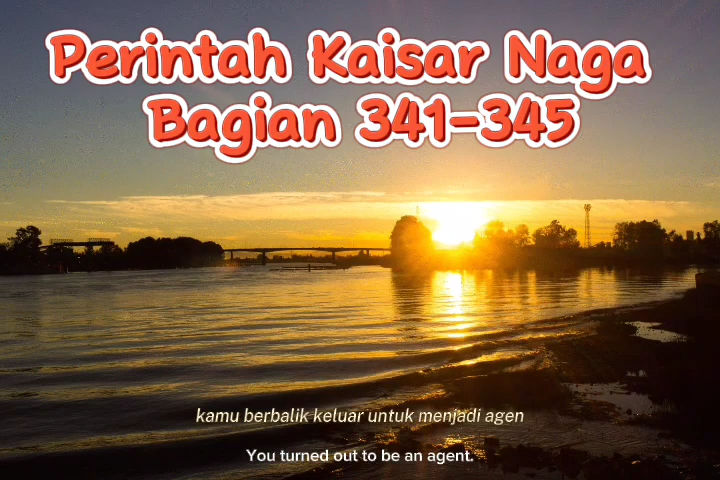 Perintah Kaisar Naga
Bagian 341-345
kamu berbalik keluar untuk menjadi agen
You turned out to be an agent.